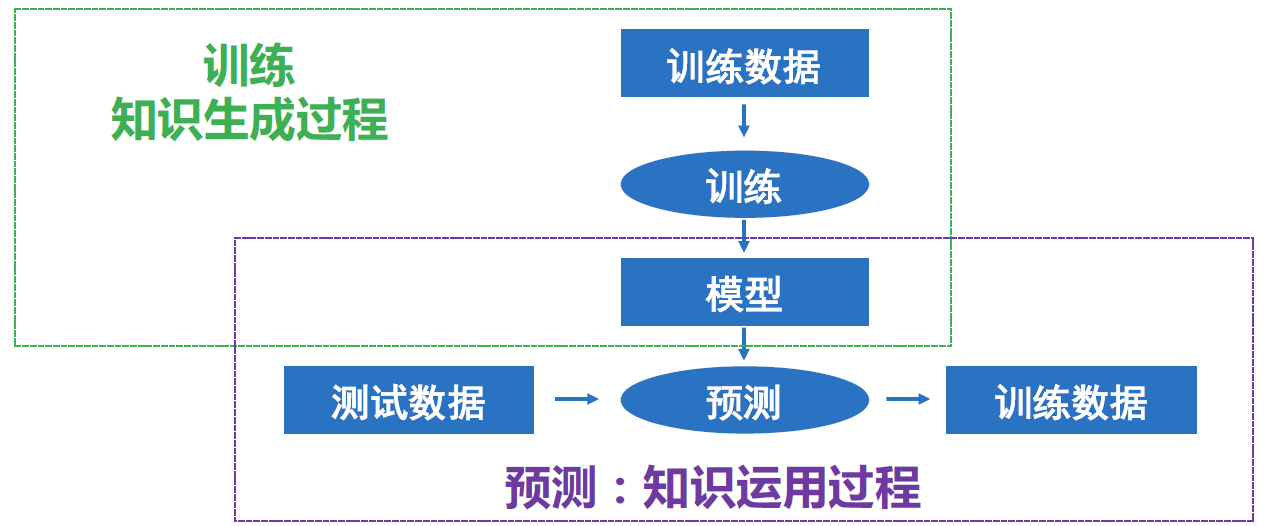 训练
知识生成过程
训练数据
训练
模型
测试数据
预测
训练数据
预测：知识运用过程